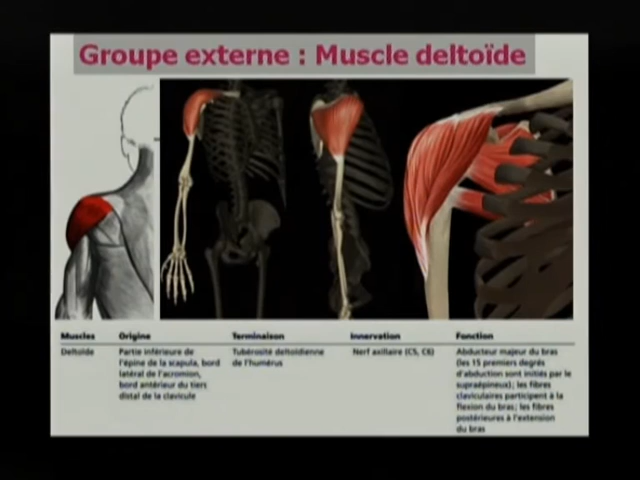 Groupe externe : Muscle deltoïde
Muscles Origine Terminaison Innervation Fonction
Deltoïde
Partie inférieure de
l'épine de la scapula, bord
latéral de l'acromion,
bord antérieur du tiers
distal de la clavicule
Tubérosité deltoïdienne
de l'humérus
Nerf axillaire (C5, C6)
Abducteur majeur du bras
(les 15 premiers degrés
d'abduction sont initiés par le
supraépineux); les fibres
claviculaires participent à la
flexion du bras; les fibres
postérieures à l'extension
du bras